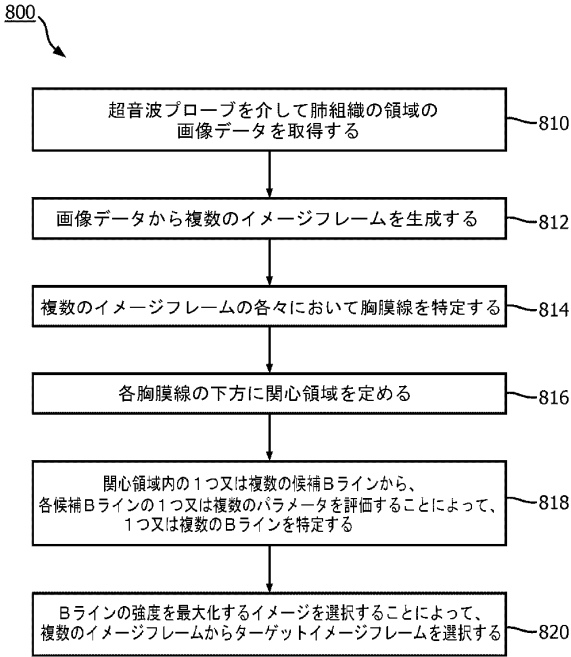 800
超音波プローブを介して肺組織の領域の
画像データを取得する
810
画像データから複数のイメージフレームを生成する
812
複数のイメージフレームの各々において胸膜線を特定する
814
各胸膜線の下方に関心領域を定める
816
関心領域内の1つ又は複数の候補Bラインから、
各候補Bラインの1つ又は複数のパラメータを評価することによって、
1つ又は複数のBラインを特定する
818
Bラインの強度を最大化するイメージを選択することによって、
複数のイメージフレームからターゲットイメージフレームを選択する
820